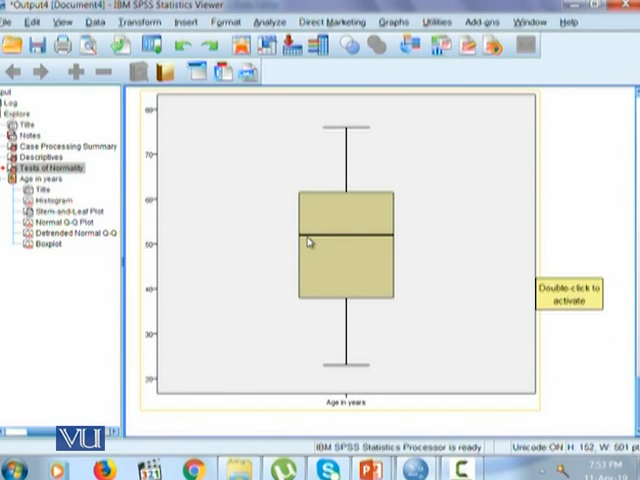 *Output4 [Document4] - IBM SPSS Statistics Viewer
Edit View Data Transform Insert Format Analyze Direct Marketing Graphs Utilities Add-ons Window Help
Log
Explore
Title
Notes
Case Processing Summary
Descriptives
Tests of Normality
Age in years
Title
Histogram
Stem-and-Leaf Plot
Normal Q-Q Plot
Detrended Normal Q-Q
Boxplot
80
70
60
50
40
30
20
Age in years
Double-click to
activate
VU
IBM SPSS Statistics Processor is ready
Unicode:ON H: 152, W: 501 pt
7:53 PM
11-Apr-19